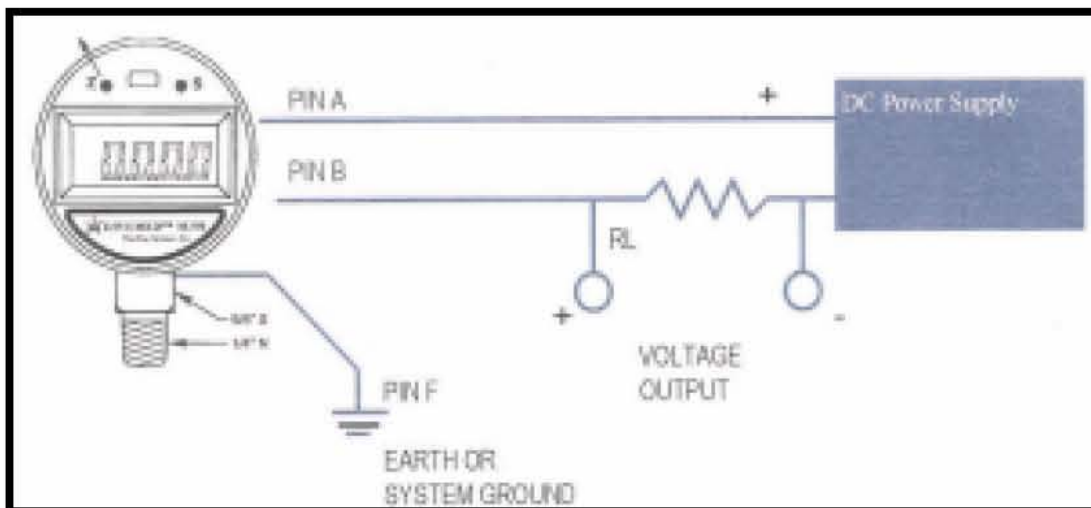 Z
S
PIN A
+
DC Power Supply
PIN B
RL
+
-
VOLTAGE
OUTPUT
PIN F
EARTH OR
SYSTEM GROUND